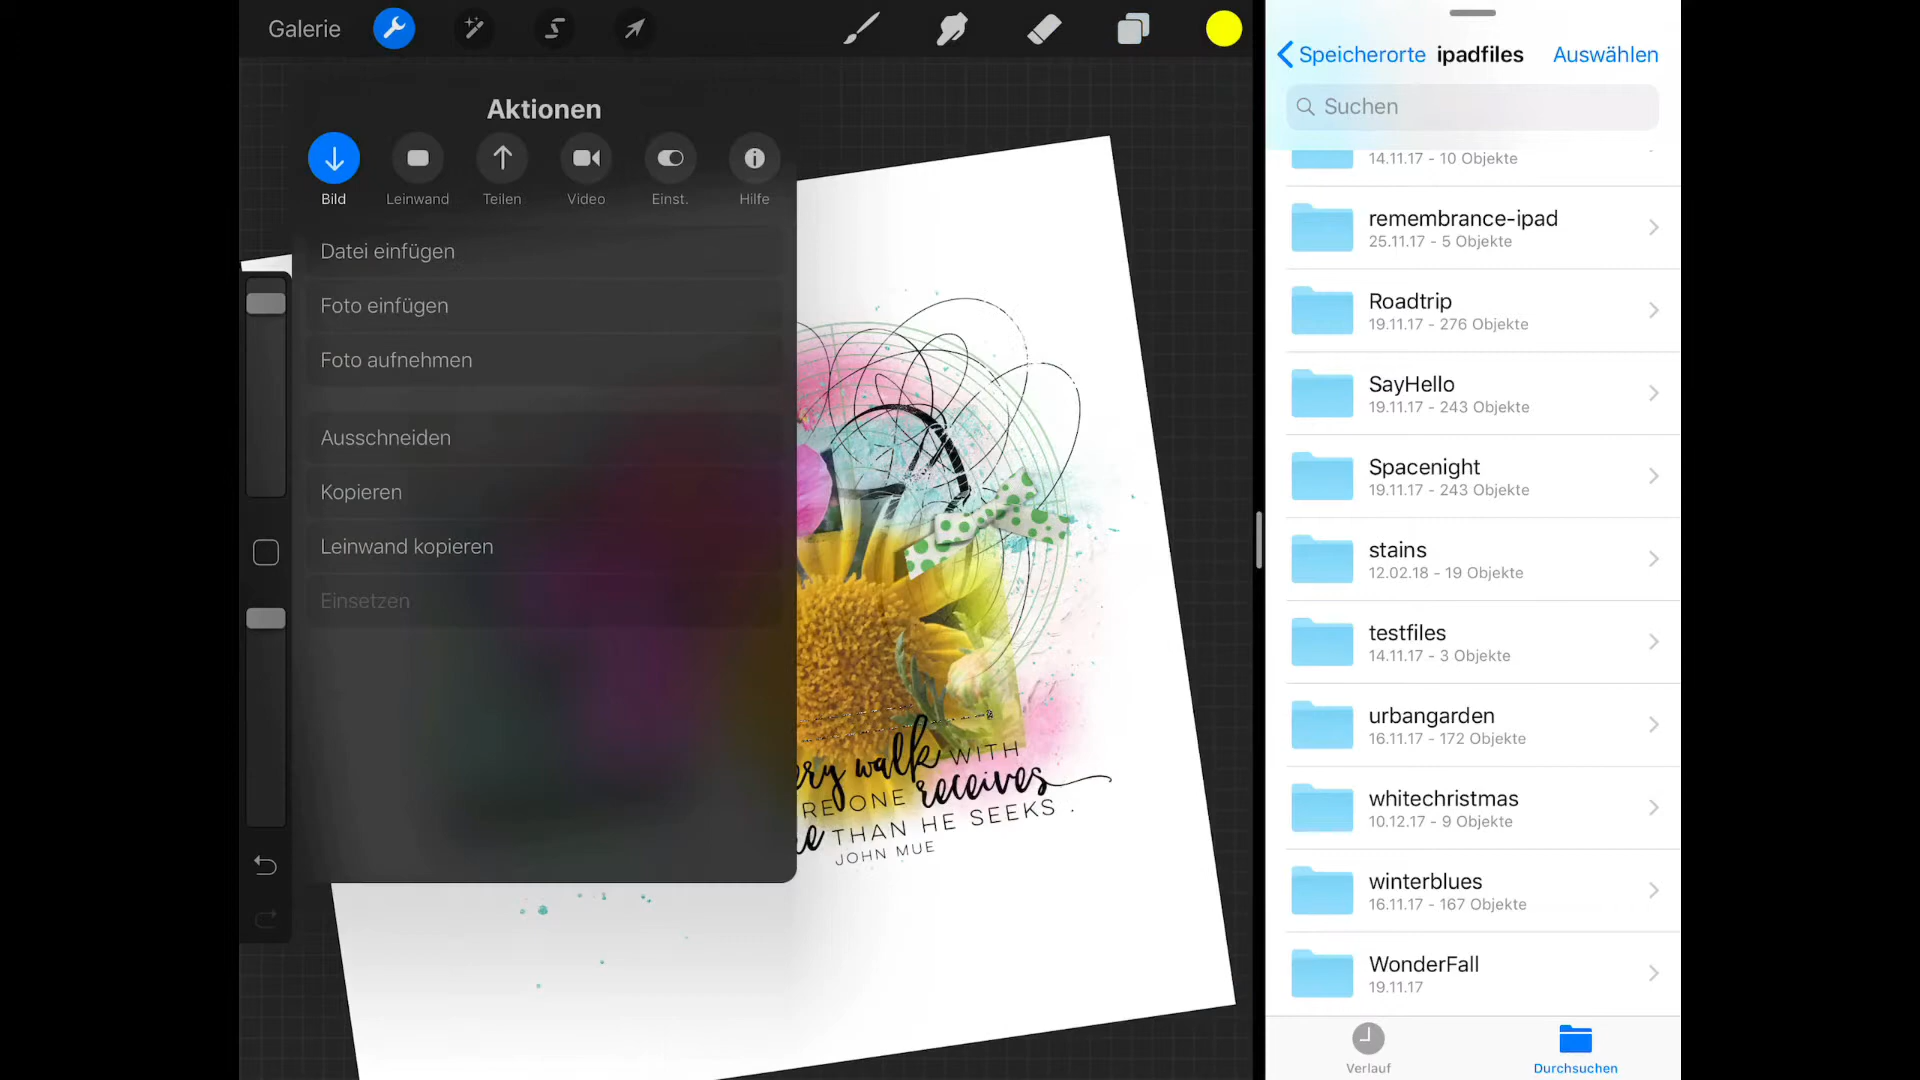 Galerie
Aktionen
Bild
Leinwand
Teilen
Video
Einst.
Hilfe
Datei einfügen
Foto einfügen
Foto aufnehmen
Ausschneiden
Kopieren
Leinwand kopieren
Einsetzen
ery walk WITH
RE ONE receives
THAN HE SEEKS .
JOHN MUE
Speicherorte
ipadfiles
Auswählen
Suchen
14.11.17 - 10 Objekte
remembrance-ipad
25.11.17 - 5 Objekte
Roadtrip
19.11.17 - 276 Objekte
SayHello
19.11.17 - 243 Objekte
Spacenight
19.11.17 - 243 Objekte
stains
12.02.18 - 19 Objekte
testfiles
14.11.17 - 3 Objekte
urbangarden
16.11.17 - 172 Objekte
whitechristmas
10.12.17 - 9 Objekte
winterblues
16.11.17 - 167 Objekte
WonderFall
19.11.17
Verlauf
Durchsuchen